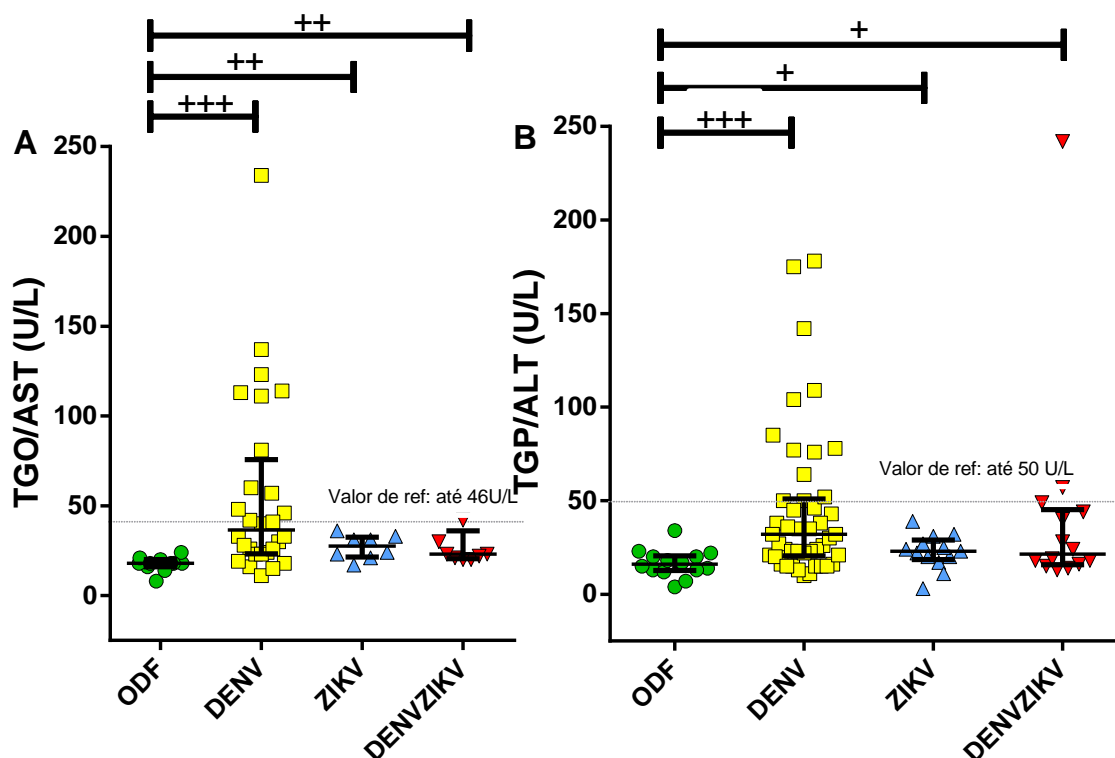 ++
++
+++
A
250
200
150
100
50
0
TGO/AST (U/L)
Valor de ref: até 46U/L
ODF
DENV
ZIKV
DENVZIKV
+
+
+++
B
250
200
150
100
50
0
TGP/ALT (U/L)
Valor de ref: até 50 U/L
ODF
DENV
ZIKV
DENVZIKV